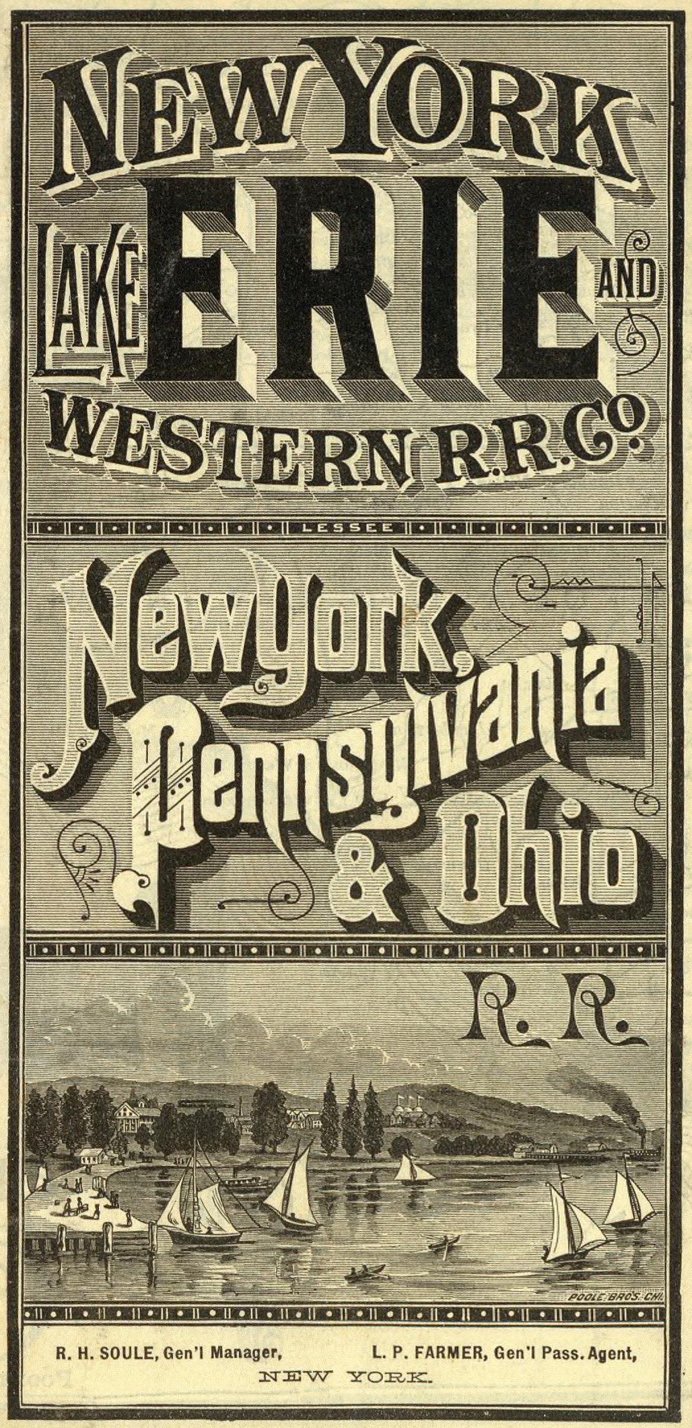 NEW YORK
LAKE ERIE AND
WESTERN R.R.Co
LESSEE
New York,
Pennsylvania
& Ohio
R. R.
POOLE BRO'S. CHI.
R. H. SOULE, Gen'l Manager, L. P. FARMER, Gen'l Pass. Agent,
NEW YORK.